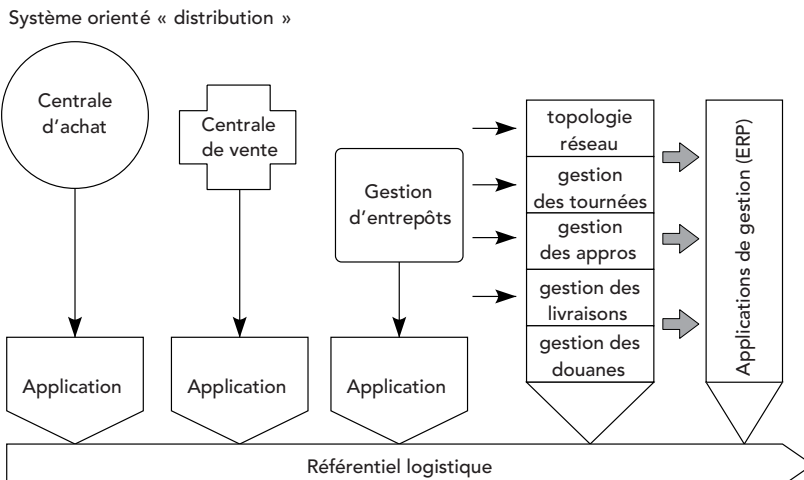 Système orienté « distribution »
Centrale
d’achat
Centrale
de vente
Gestion
d’entrepôts
topologie
réseau
gestion
des tournées
gestion
des appros
gestion des
livraisons
gestion des
douanes
Applications de gestion (ERP)
Application
Application
Application
Référentiel logistique